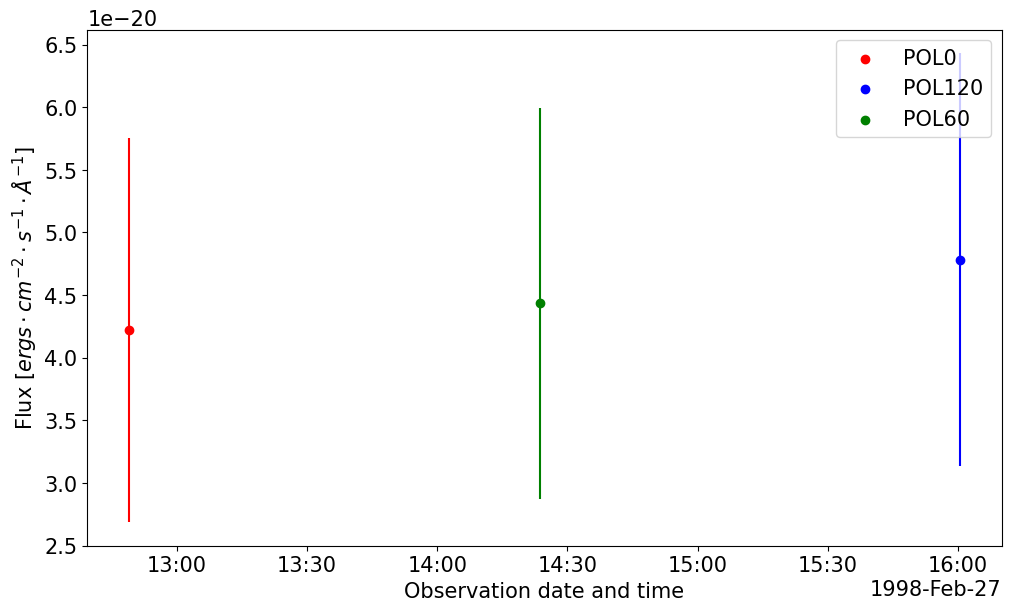 1e−20
6.5
6.0
5.5
5.0
4.5
4.0
3.5
3.0
2.5
Flux [ergs · cm⁻² · s⁻¹ · Å⁻¹]
POL0
POL120
POL60
13:00 13:30 14:00 14:30 15:00 15:30 16:00
Observation date and time
1998-Feb-27